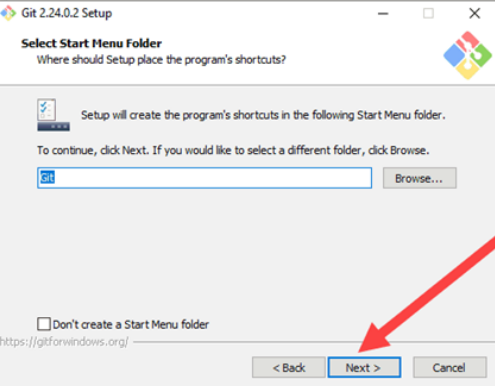 Git 2.24.0.2 Setup
Select Start Menu Folder
Where should Setup place the program's shortcuts?
Setup will create the program's shortcuts in the following Start Menu folder.
To continue, click Next. If you would like to select a different folder, click Browse.
Git
Browse...
Don't create a Start Menu folder
https://gitforwindows.org/
< Back
Next >
Cancel